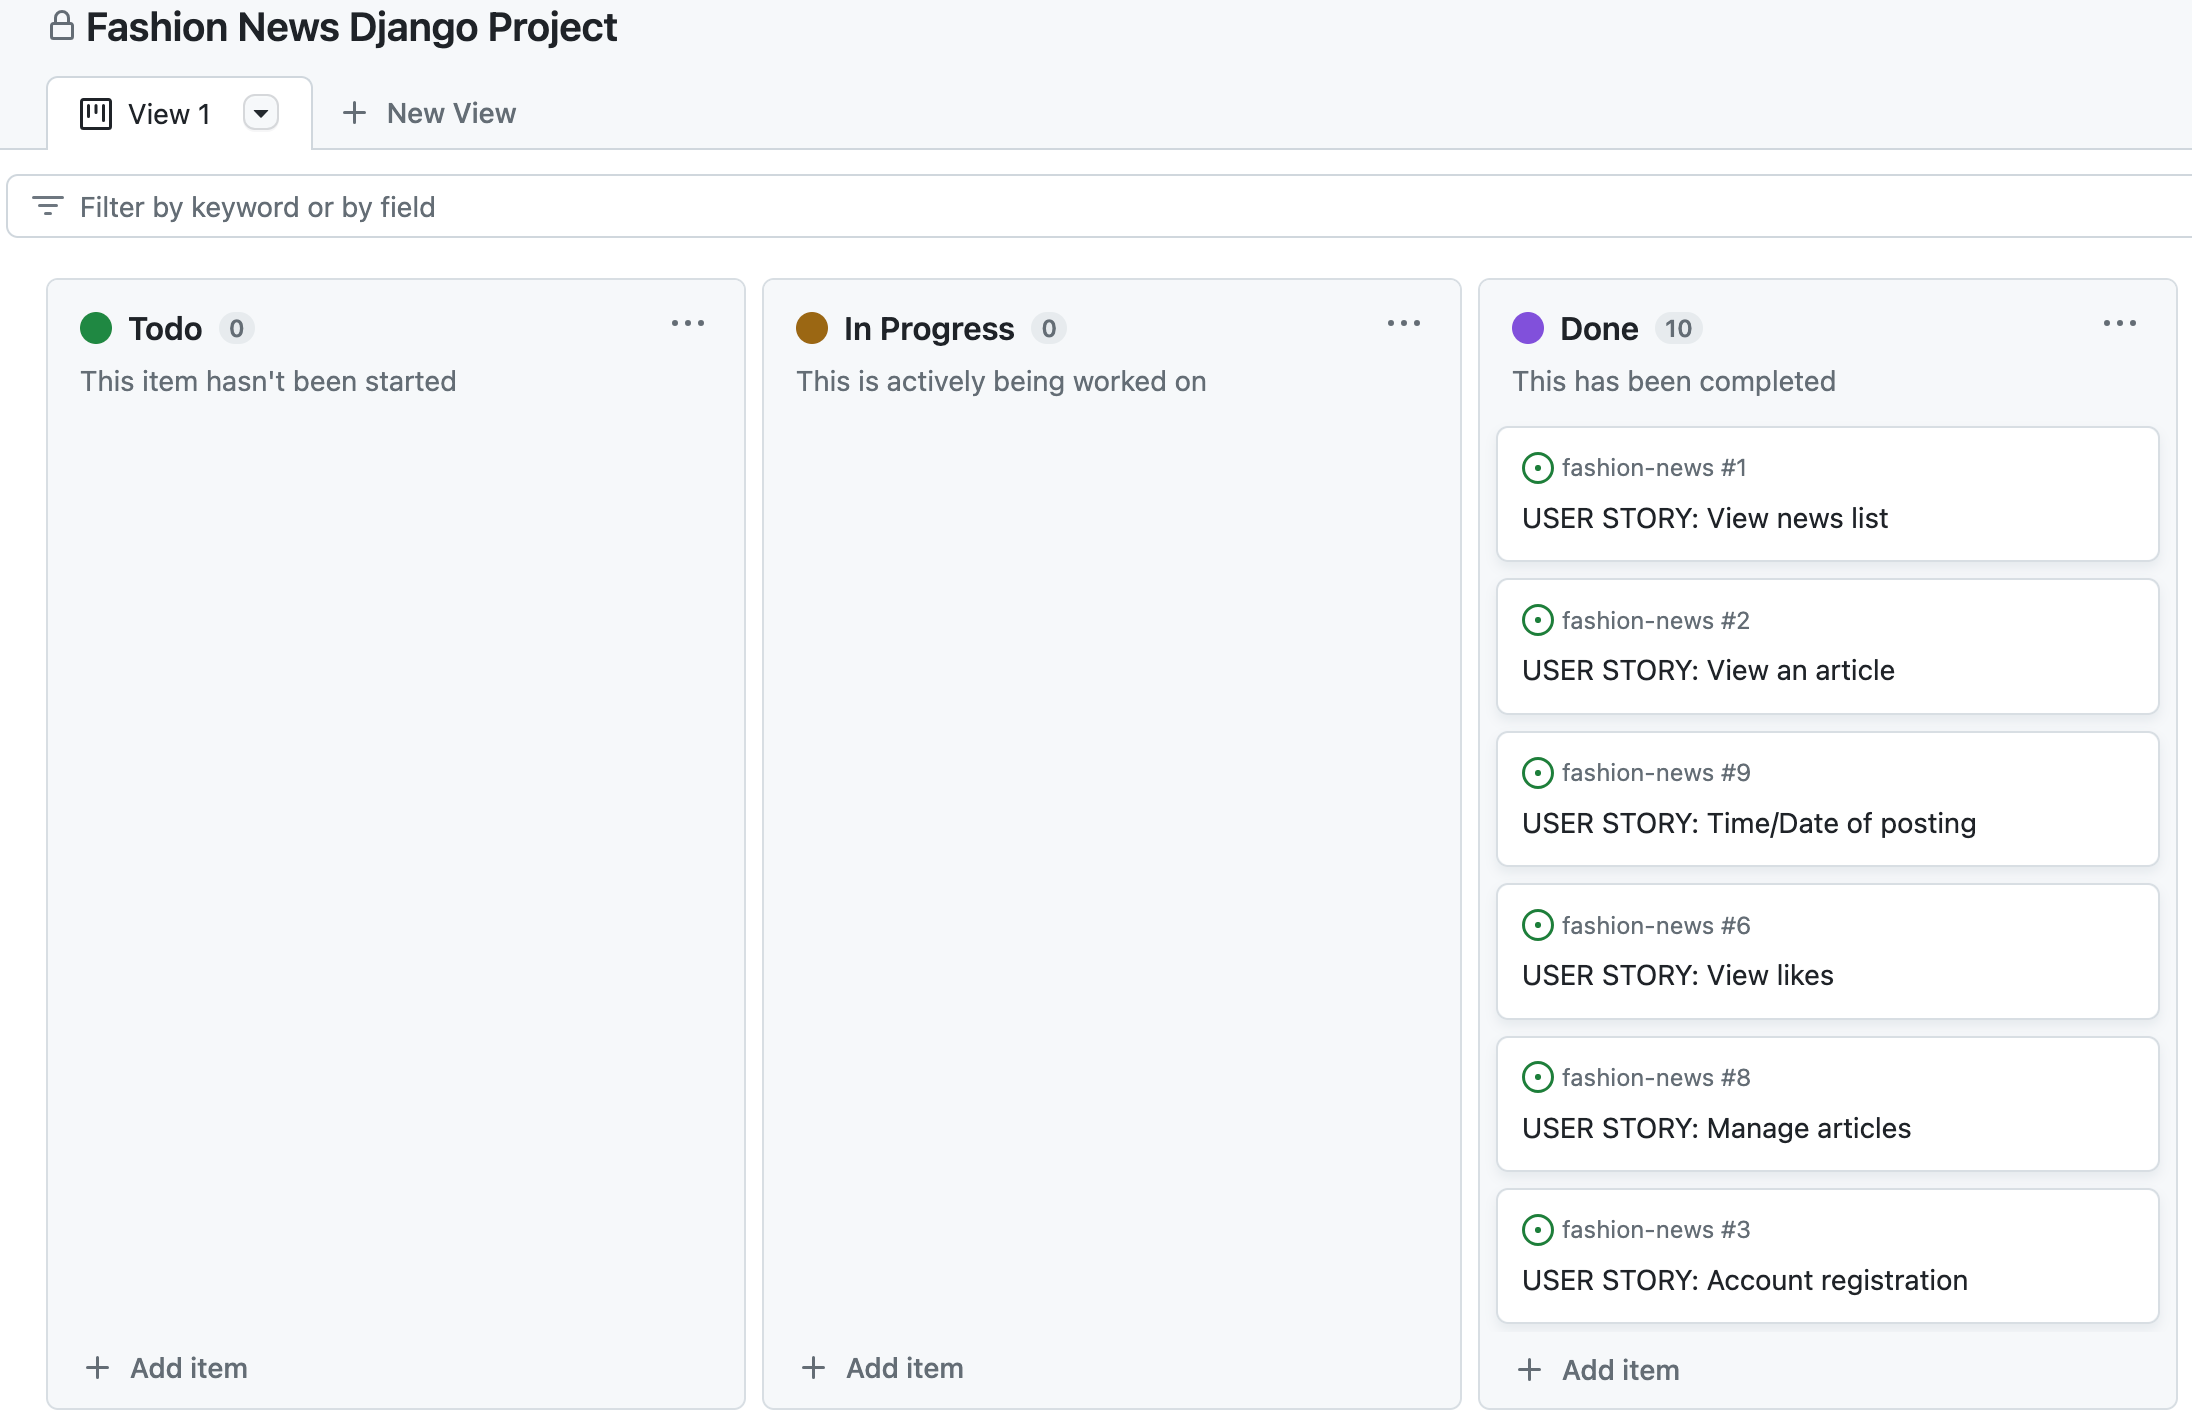 Fashion News Django Project
View 1
New View
Filter by keyword or by field
Todo 0
This item hasn't been started
Add item
In Progress 0
This is actively being worked on
Add item
Done 10
This has been completed
fashion-news #1
USER STORY: View news list
fashion-news #2
USER STORY: View an article
fashion-news #9
USER STORY: Time/Date of posting
fashion-news #6
USER STORY: View likes
fashion-news #8
USER STORY: Manage articles
fashion-news #3
USER STORY: Account registration
Add item